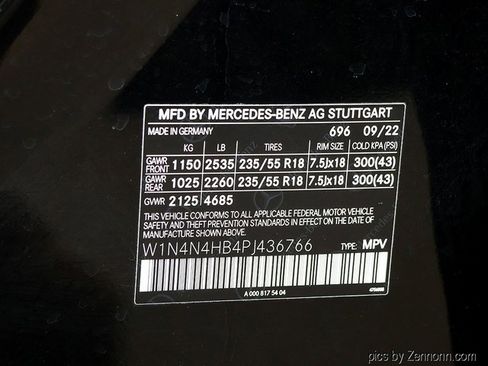 MFD BY MERCEDES-BENZ AG STUTTGART
MADE IN GERMANY 696 09/22
KG LB TIRES RIM SIZE COLD KPA (PSI)
GAWR FRONT 1150 2535 235/55 R18 7.5Jx18 300(43)
GAWR REAR 1025 2260 235/55 R18 7.5Jx18 300(43)
GVWR 2125 4685
THIS VEHICLE CONFORMS TO ALL APPLICABLE FEDERAL MOTOR VEHICLE
SAFETY AND THEFT PREVENTION STANDARDS IN EFFECT ON THE DATE
OF MANUFACTURE SHOWN ABOVE.
W1N4N4HB4PJ436766 TYPE: MPV
A 000 817 54 04
pics by Zennonn.com